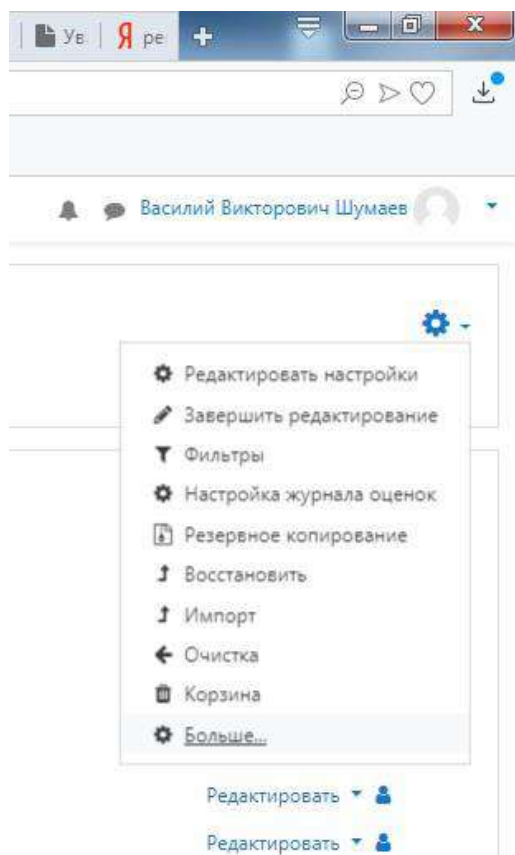 Ув Я ре
Василий Викторович Шумаев
Редактировать настройки
Завершить редактирование
Фильтры
Настройка журнала оценок
Резервное копирование
Восстановить
Импорт
Очистка
Корзина
Больше...
Редактировать
Редактировать